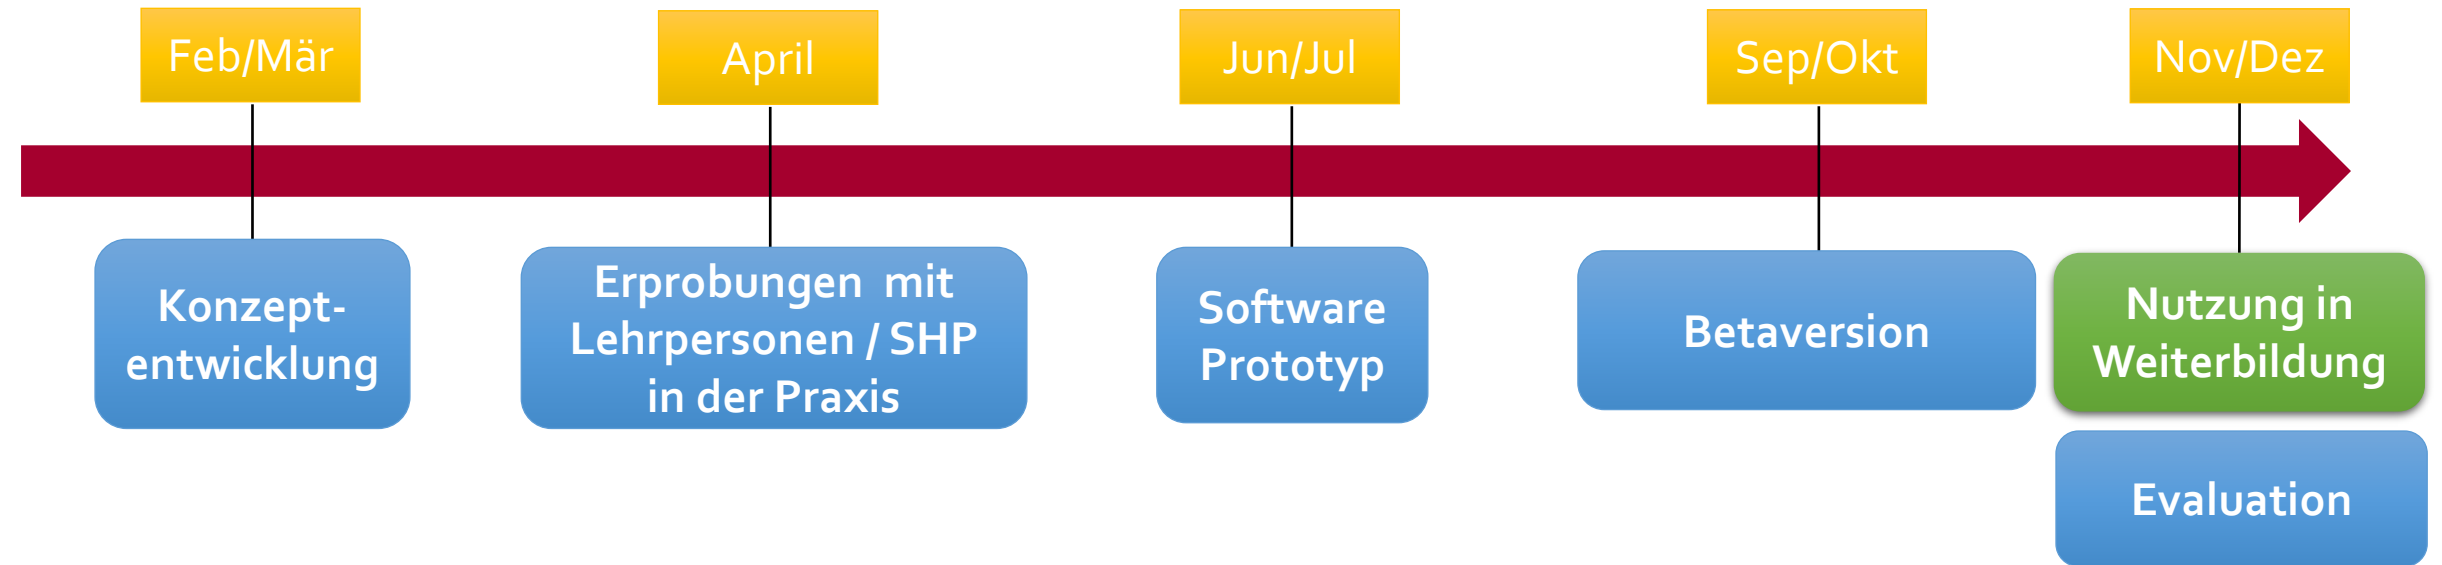 Feb/Mär
April
Jun/Jul
Sep/Okt
Nov/Dez
Konzept-
entwicklung
Erprobungen mit
Lehrpersonen / SHP
in der Praxis
Software
Prototyp
Betaversion
Nutzung in
Weiterbildung
Evaluation